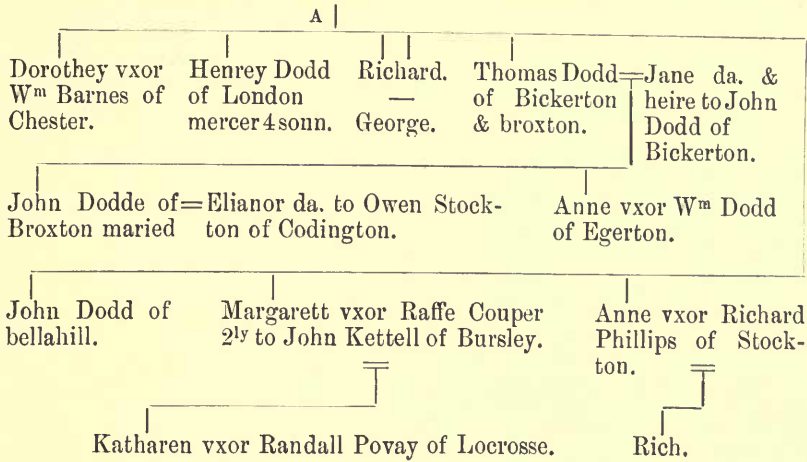 A
Dorothey vxor
Wᵐ Barnes of
Chester.
Henrey Dodd
of London
mercer 4 sonn.
Richard.
—
George.
Thomas Dodd=Jane da. &
of Bickerton heire to John
& broxton. Dodd of
Bickerton.
John Dodde of=Elianor da. to Owen Stock-
Broxton maried ton of Codington.
Anne vxor Wᵐ Dodd
of Egerton.
John Dodd of
bellahill.
Margarett vxor Raffe Couper
2ˡʸ to John Kettell of Bursley.
Anne vxor Richard
Phillips of Stock-
ton.
Katharen vxor Randall Povay of Locrosse.
Rich.